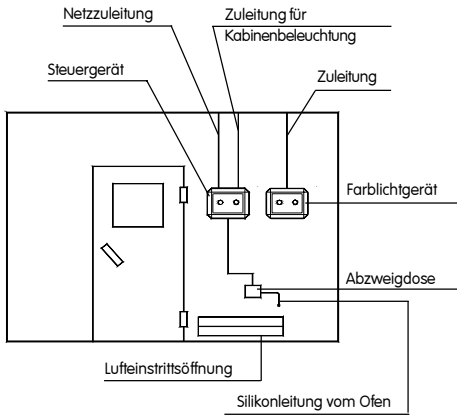 Netzzuleitung
Zuleitung für
Kabinenbeleuchtung
Steuergerät
Zuleitung
Farblichtgerät
Abzweigdose
Lufteintrittsöffnung
Silikonleitung vom Ofen